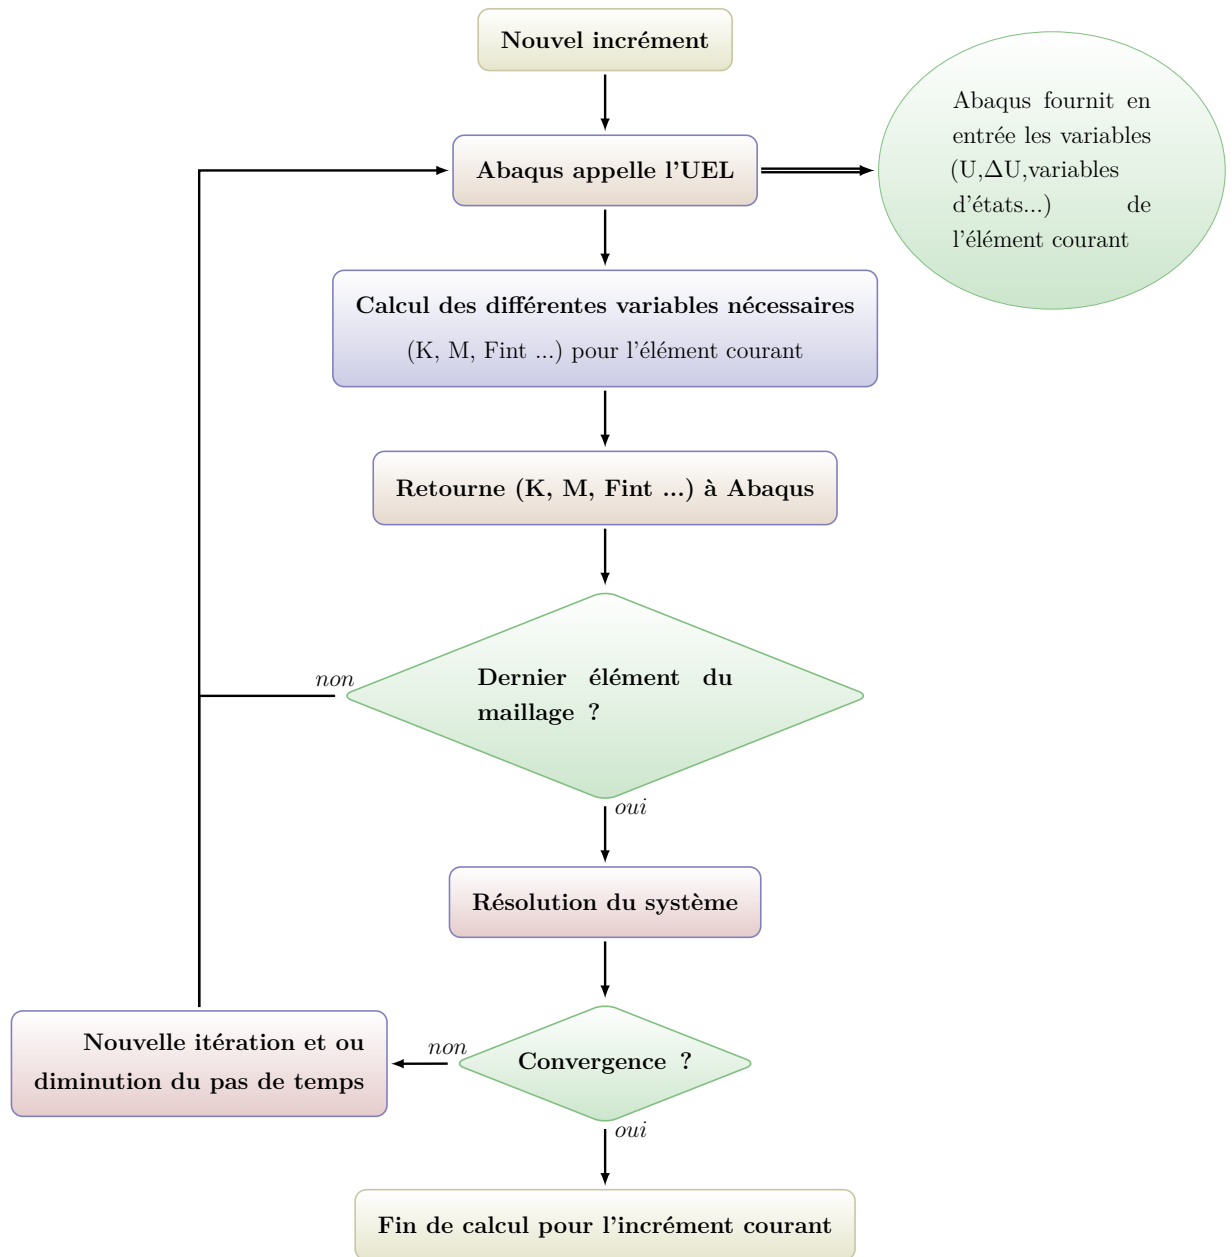 Nouvel incrément
Abaqus appelle l'UEL
Abaqus fournit en
entrée les variables
(U,ΔU,variables
d'états...) de
l'élément courant
Calcul des différentes variables nécessaires
(K, M, Fint ...) pour l'élément courant
Retourne (K, M, Fint ...) à Abaqus
Dernier élément du
maillage ?
non
oui
Résolution du système
Convergence ?
non
Nouvelle itération et ou
diminution du pas de temps
oui
Fin de calcul pour l'incrément courant